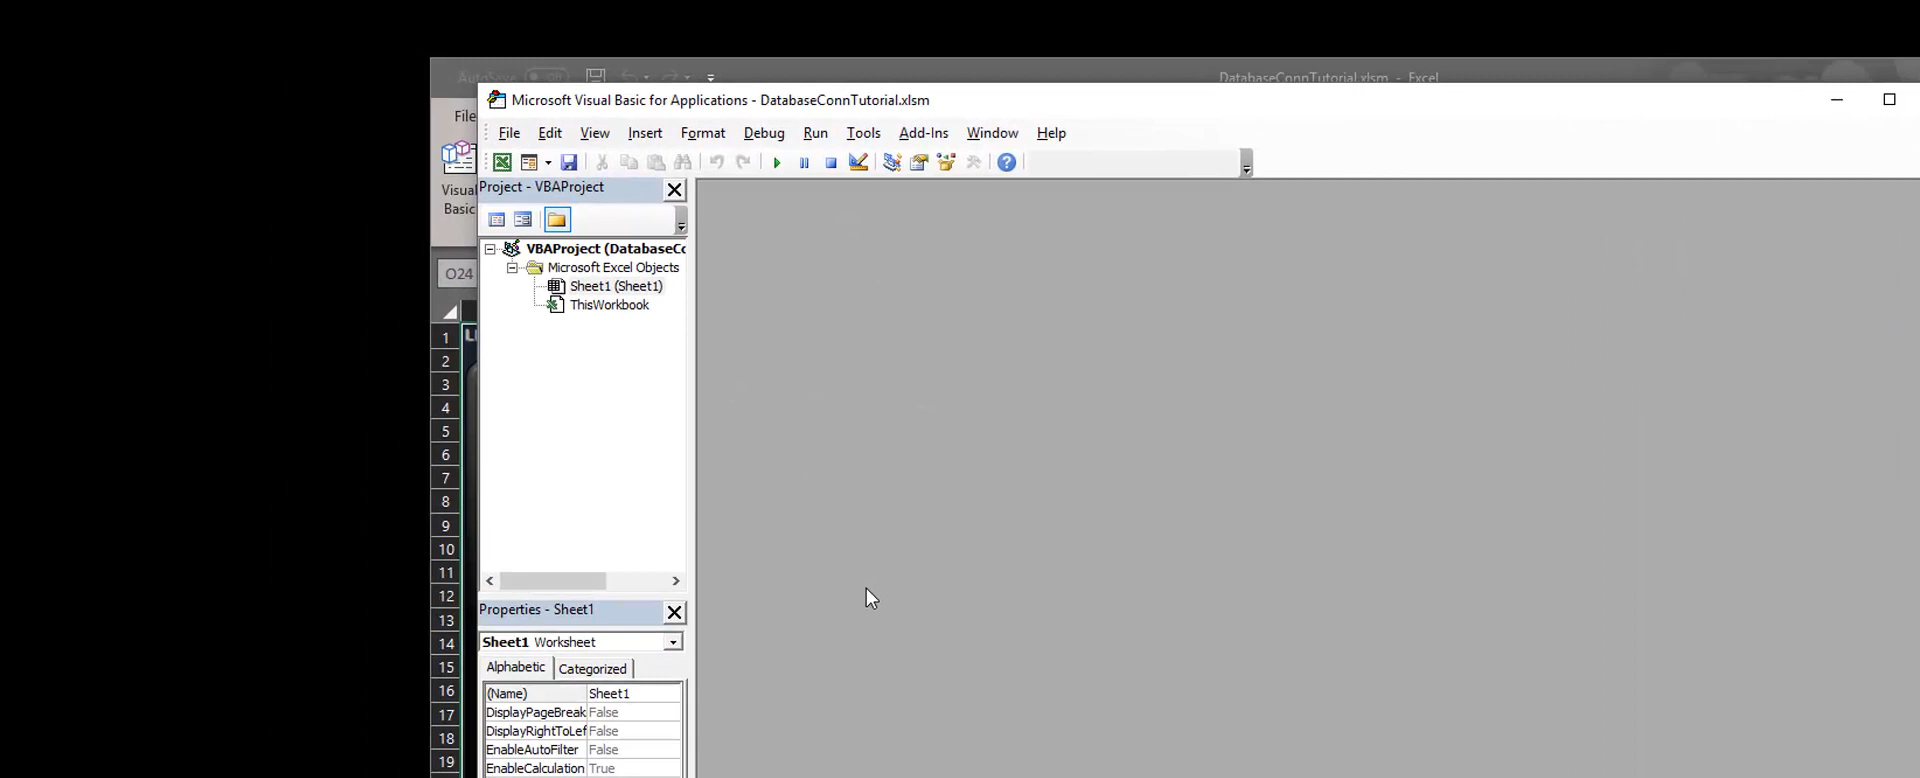 AutoSave Off DatabaseConnTutorial.xlsm - Excel
Microsoft Visual Basic for Applications - DatabaseConnTutorial.xlsm
File
File Edit View Insert Format Debug Run Tools Add-Ins Window Help
Visual
Basic
Project - VBAProject
VBAProject (DatabaseCo
Microsoft Excel Objects
O24
Sheet1 (Sheet1)
ThisWorkbook
1
2
3
4
5
6
7
8
9
10
11
12
13
14
15
16
17
18
19
Properties - Sheet1
Sheet1 Worksheet
Alphabetic Categorized
(Name) Sheet1
DisplayPageBreak False
DisplayRightToLef False
EnableAutoFilter False
EnableCalculation True